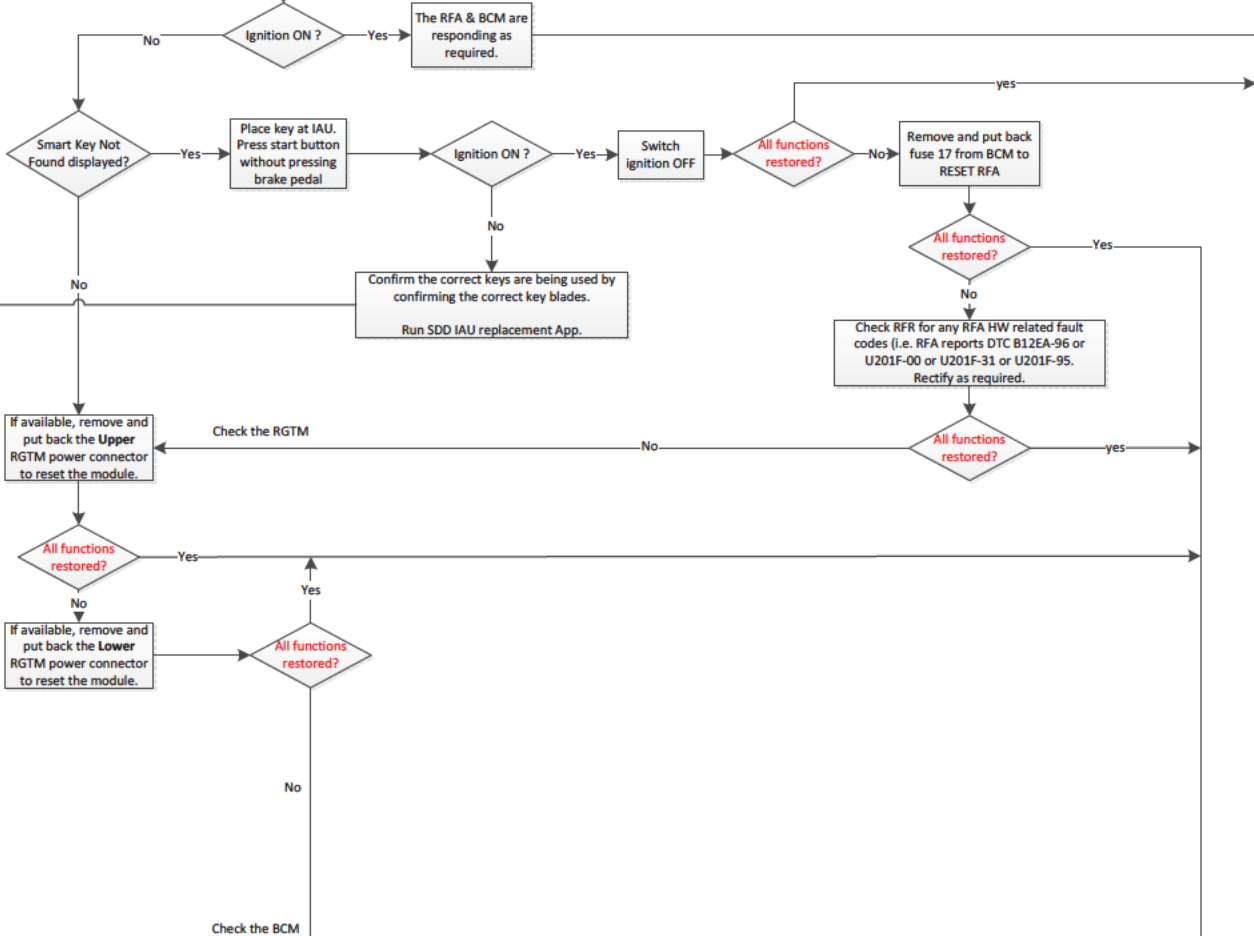 The RFA & BCM are
responding as
required.
Ignition ON ?
Yes
No
yes
Smart Key Not
Found displayed?
Yes
Place key at IAU.
Press start button
without pressing
brake pedal
Ignition ON ?
Yes
Switch
ignition OFF
All functions
restored?
No
Remove and put back
fuse 17 from BCM to
RESET RFA
No
All functions
restored?
Yes
No
Confirm the correct keys are being used by
confirming the correct key blades.
Run SDD IAU replacement App.
No
Check RFR for any RFA HW related fault
codes (i.e. RFA reports DTC B12EA-96 or
U201F-00 or U201F-31 or U201F-95.
Rectify as required.
If available, remove and
put back the Upper
RGTM power connector
to reset the module.
Check the RGTM
No
All functions
restored?
yes
All functions
restored?
Yes
No
Yes
If available, remove and
put back the Lower
RGTM power connector
to reset the module.
All functions
restored?
No
Check the BCM